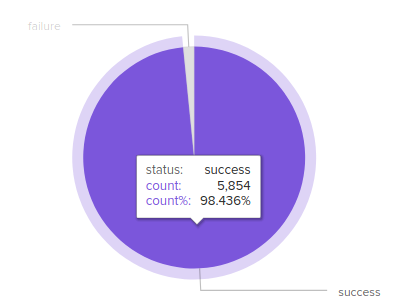 failure
status: success
count: 5,854
count%: 98.436%
success